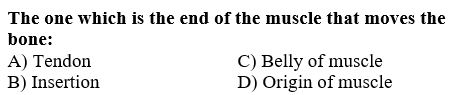 The one which is the end of the muscle that moves the
bone:
A) Tendon C) Belly of muscle
B) Insertion D) Origin of muscle